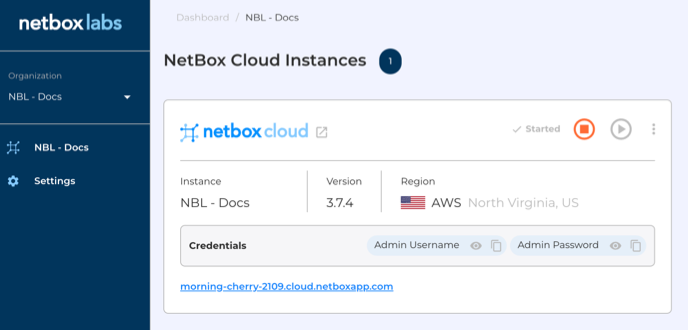 netbox labs
Dashboard / NBL - Docs
Organization
NBL - Docs
NBL - Docs
Settings
NetBox Cloud Instances 1
netbox cloud
Started
Instance Version Region
NBL - Docs 3.7.4 AWS North Virginia, US
Credentials Admin Username Admin Password
morning-cherry-2109.cloud.netboxapp.com